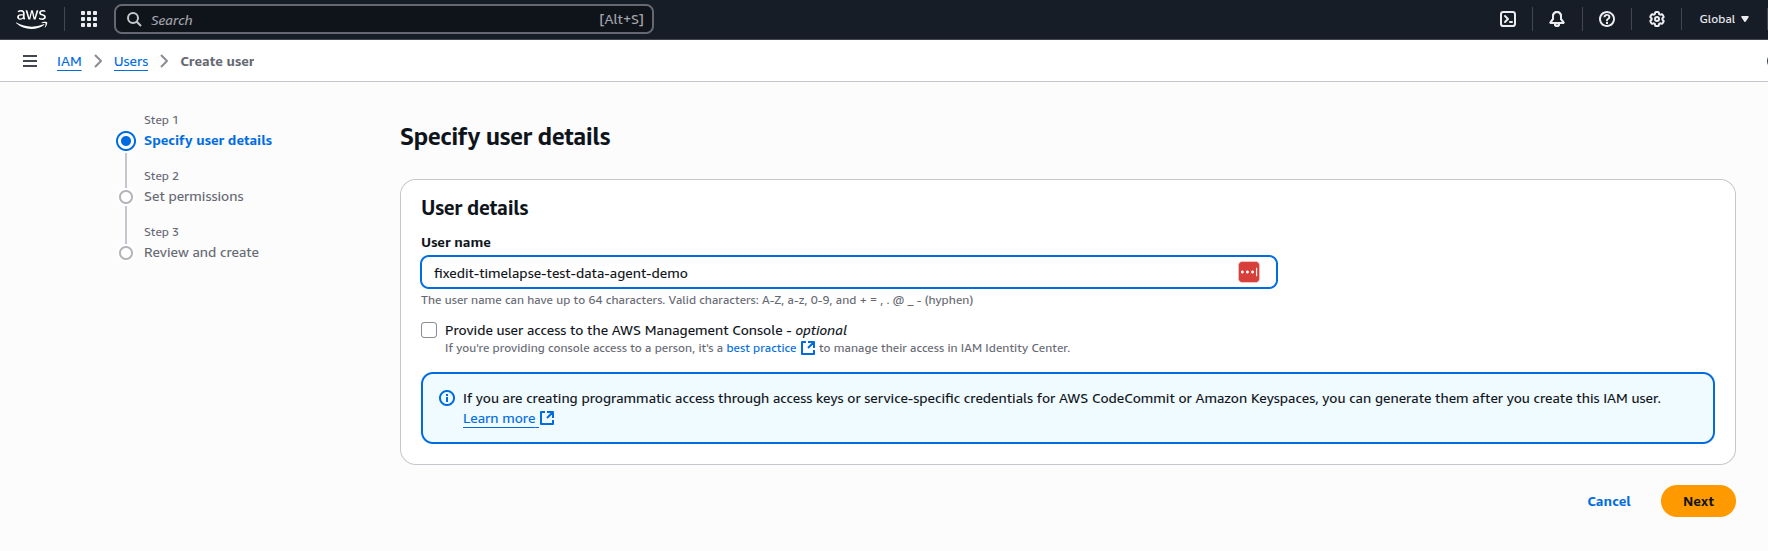 aws
Search
[Alt+S]
Global
IAM
Users
Create user
Step 1
Specify user details
Step 2
Set permissions
Step 3
Review and create
Specify user details
User details
User name
fixedit-timelapse-test-data-agent-demo
The user name can have up to 64 characters. Valid characters: A-Z, a-z, 0-9, and + = , . @ _ - (hyphen)
Provide user access to the AWS Management Console - optional
If you're providing console access to a person, it's a best practice to manage their access in IAM Identity Center.
If you are creating programmatic access through access keys or service-specific credentials for AWS CodeCommit or Amazon Keyspaces, you can generate them after you create this IAM user.
Learn more
Cancel
Next